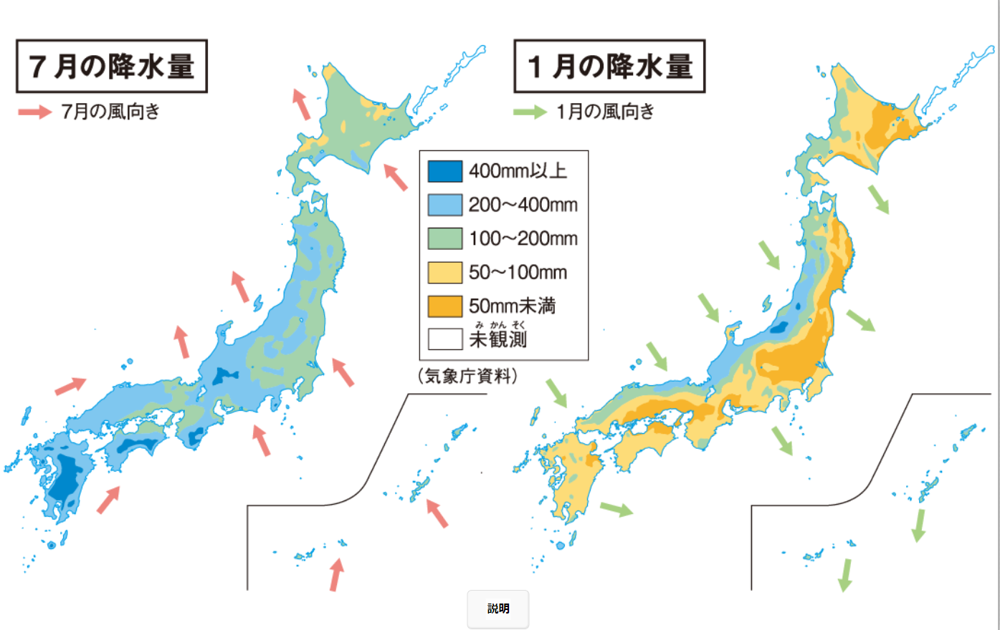 7月の降水量
7月の風向き
1月の降水量
1月の風向き
400mm以上
200〜400mm
100〜200mm
50〜100mm
50mm未満
み かん そく
未観測
(気象庁資料)
説明